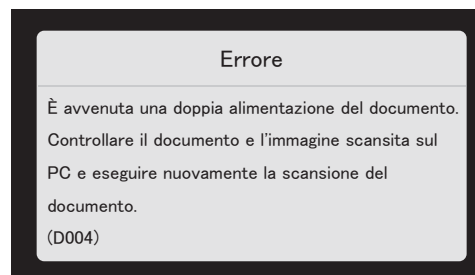 Errore
È avvenuta una doppia alimentazione del documento.
Controllare il documento e l'immagine scansita sul
PC e eseguire nuovamente la scansione del
documento.
(D004)